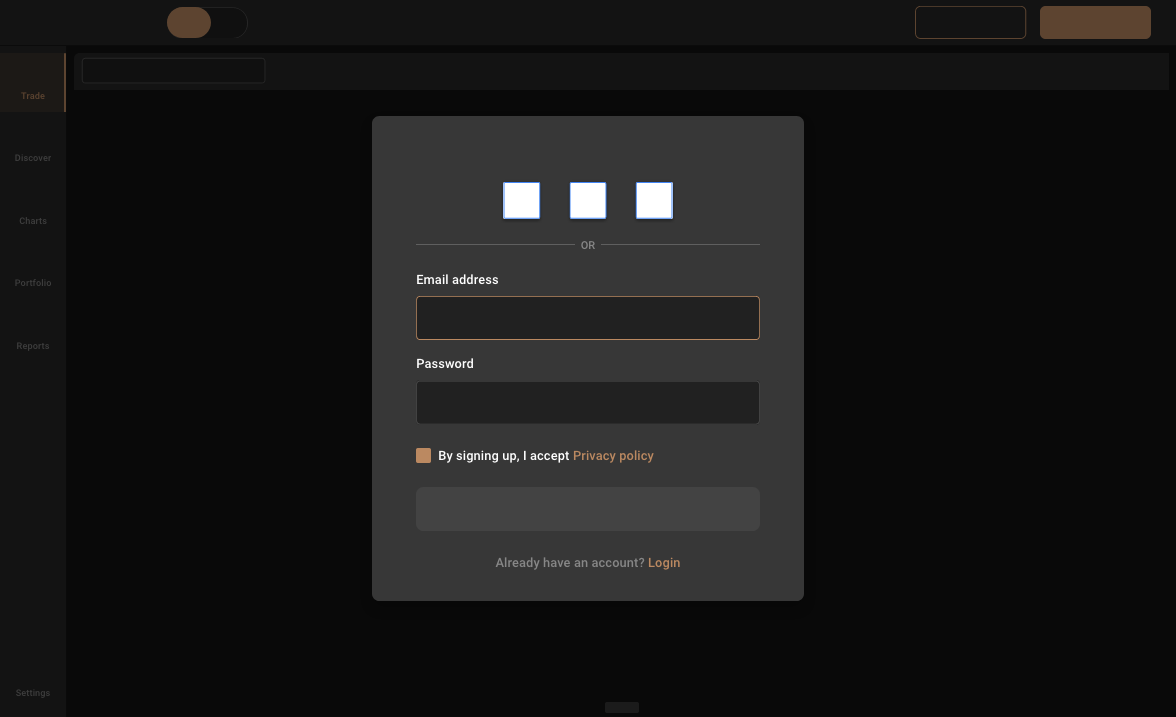 Trade
Discover
Charts
Portfolio
Reports
Settings
OR
Email address
Password
By signing up, I accept Privacy policy
Already have an account? Login